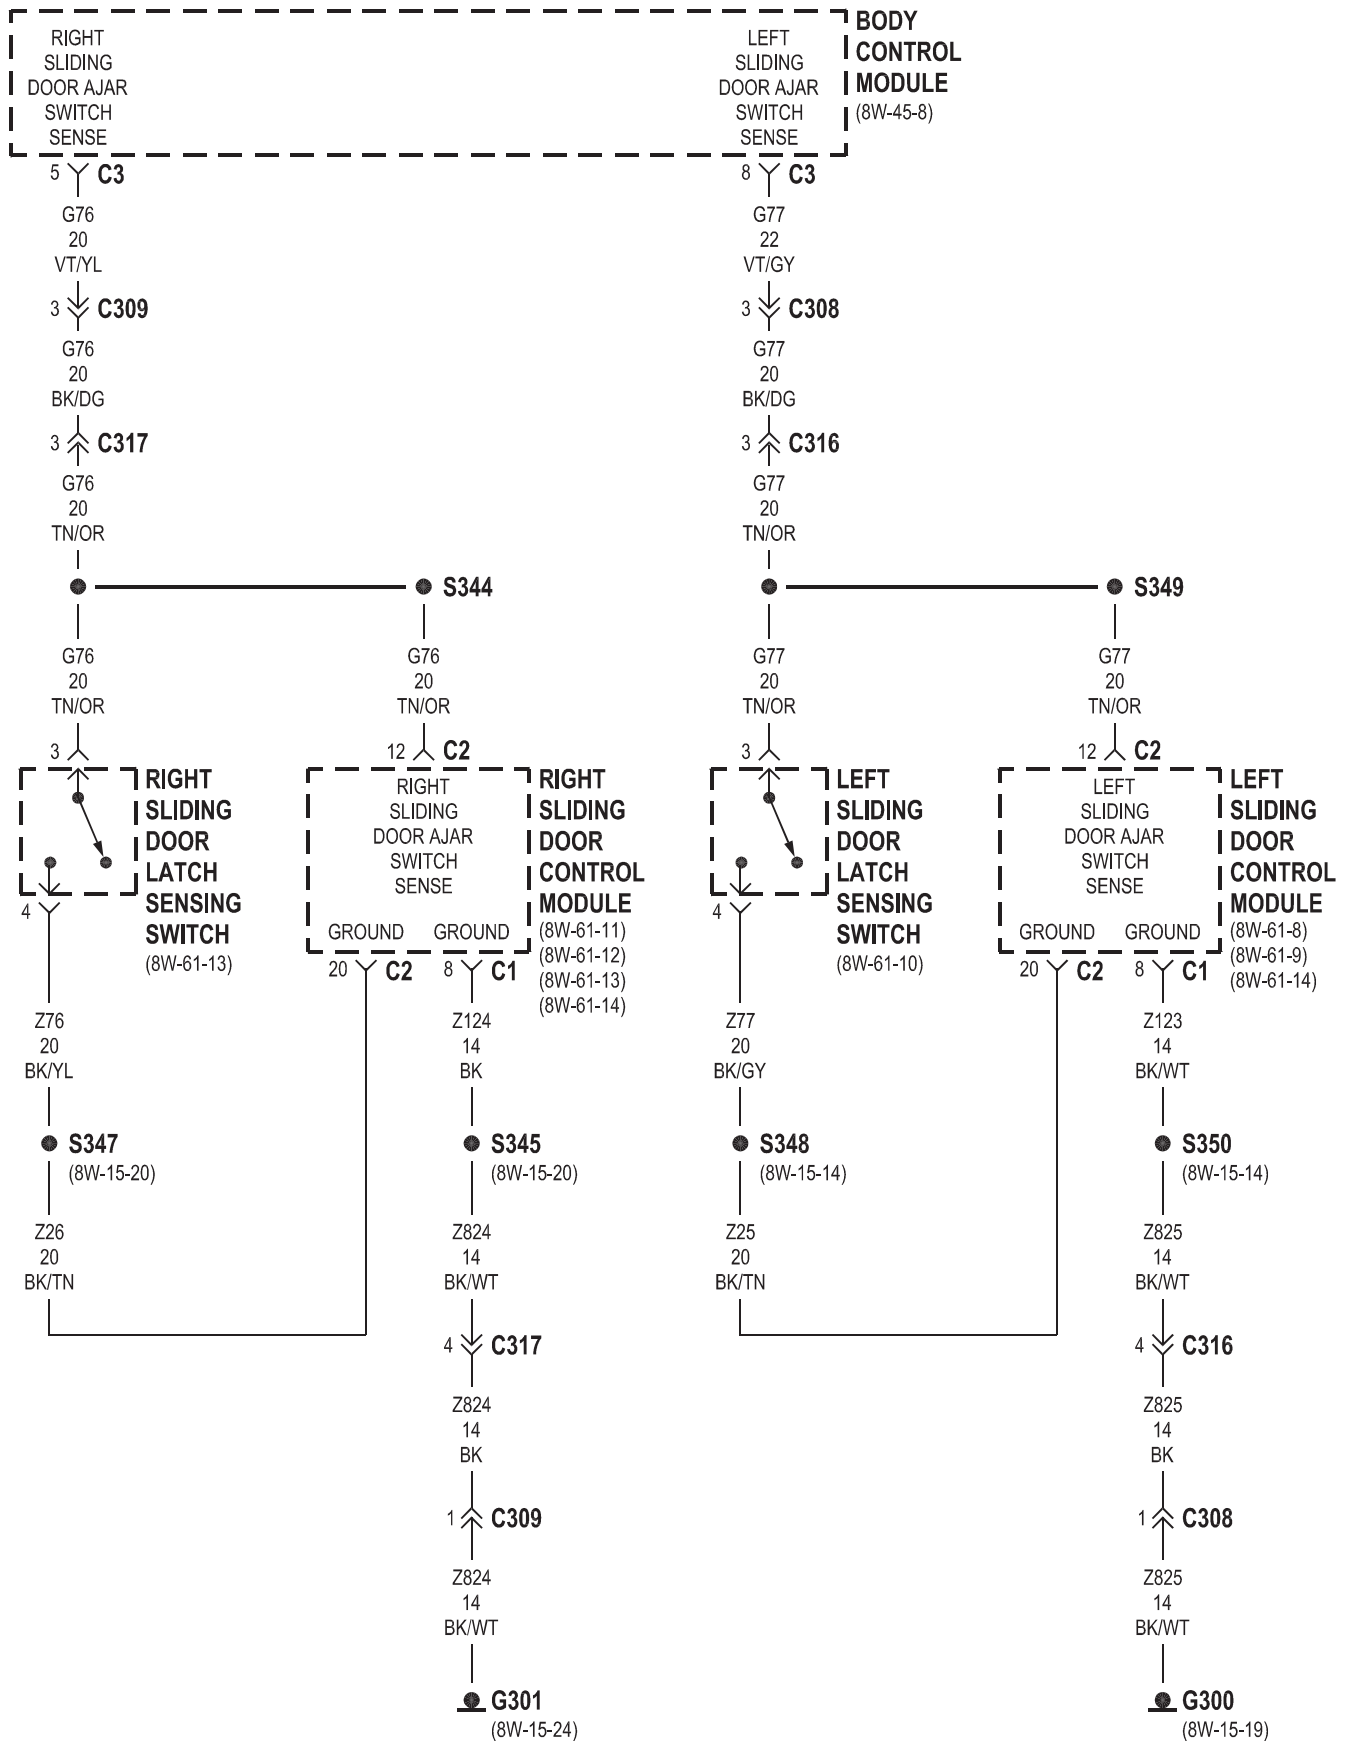 RIGHT
SLIDING
DOOR AJAR
SWITCH
SENSE
LEFT
SLIDING
DOOR AJAR
SWITCH
SENSE
BODY
CONTROL
MODULE
(8W-45-8)
5 C3
G76
20
VT/YL
3 C309
G76
20
BK/DG
3 C317
G76
20
TN/OR
S344
G76
20
TN/OR
3
G76
20
TN/OR
12 C2
RIGHT
SLIDING
DOOR
LATCH
SENSING
SWITCH
(8W-61-13)
4
RIGHT
SLIDING
DOOR AJAR
SWITCH
SENSE
GROUND GROUND
RIGHT
SLIDING
DOOR
CONTROL
MODULE
(8W-61-11)
(8W-61-12)
(8W-61-13)
(8W-61-14)
20 C2
8 C1
Z76
20
BK/YL
S347
(8W-15-20)
Z26
20
BK/TN
Z124
14
BK
S345
(8W-15-20)
Z824
14
BK/WT
4 C317
Z824
14
BK
1 C309
Z824
14
BK/WT
G301
(8W-15-24)
8 C3
G77
22
VT/GY
3 C308
G77
20
BK/DG
3 C316
G77
20
TN/OR
S349
G77
20
TN/OR
3
G77
20
TN/OR
12 C2
LEFT
SLIDING
DOOR
LATCH
SENSING
SWITCH
(8W-61-10)
4
LEFT
SLIDING
DOOR AJAR
SWITCH
SENSE
GROUND GROUND
LEFT
SLIDING
DOOR
CONTROL
MODULE
(8W-61-8)
(8W-61-9)
(8W-61-14)
20 C2
8 C1
Z77
20
BK/GY
S348
(8W-15-14)
Z25
20
BK/TN
Z123
14
BK/WT
S350
(8W-15-14)
Z825
14
BK/WT
4 C316
Z825
14
BK
1 C308
Z825
14
BK/WT
G300
(8W-15-19)